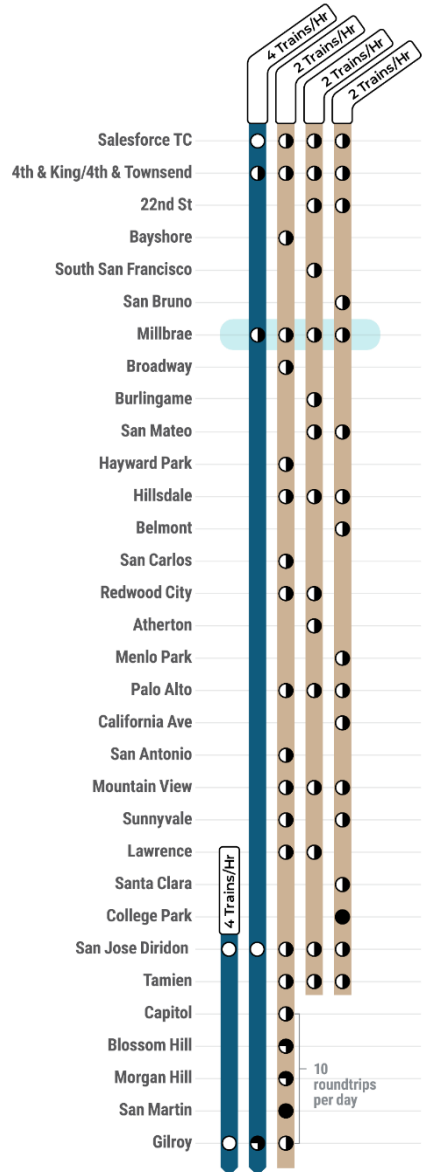 4 Trains/Hr
2 Trains/Hr
2 Trains/Hr
2 Trains/Hr
Salesforce TC
4th & King/4th & Townsend
22nd St
Bayshore
South San Francisco
San Bruno
Millbrae
Broadway
Burlingame
San Mateo
Hayward Park
Hillsdale
Belmont
San Carlos
Redwood City
Atherton
Menlo Park
Palo Alto
California Ave
San Antonio
Mountain View
Sunnyvale
Lawrence
4 Trains/Hr
Santa Clara
College Park
San Jose Diridon
Tamien
Capitol
Blossom Hill
Morgan Hill
San Martin
Gilroy
10
roundtrips
per day